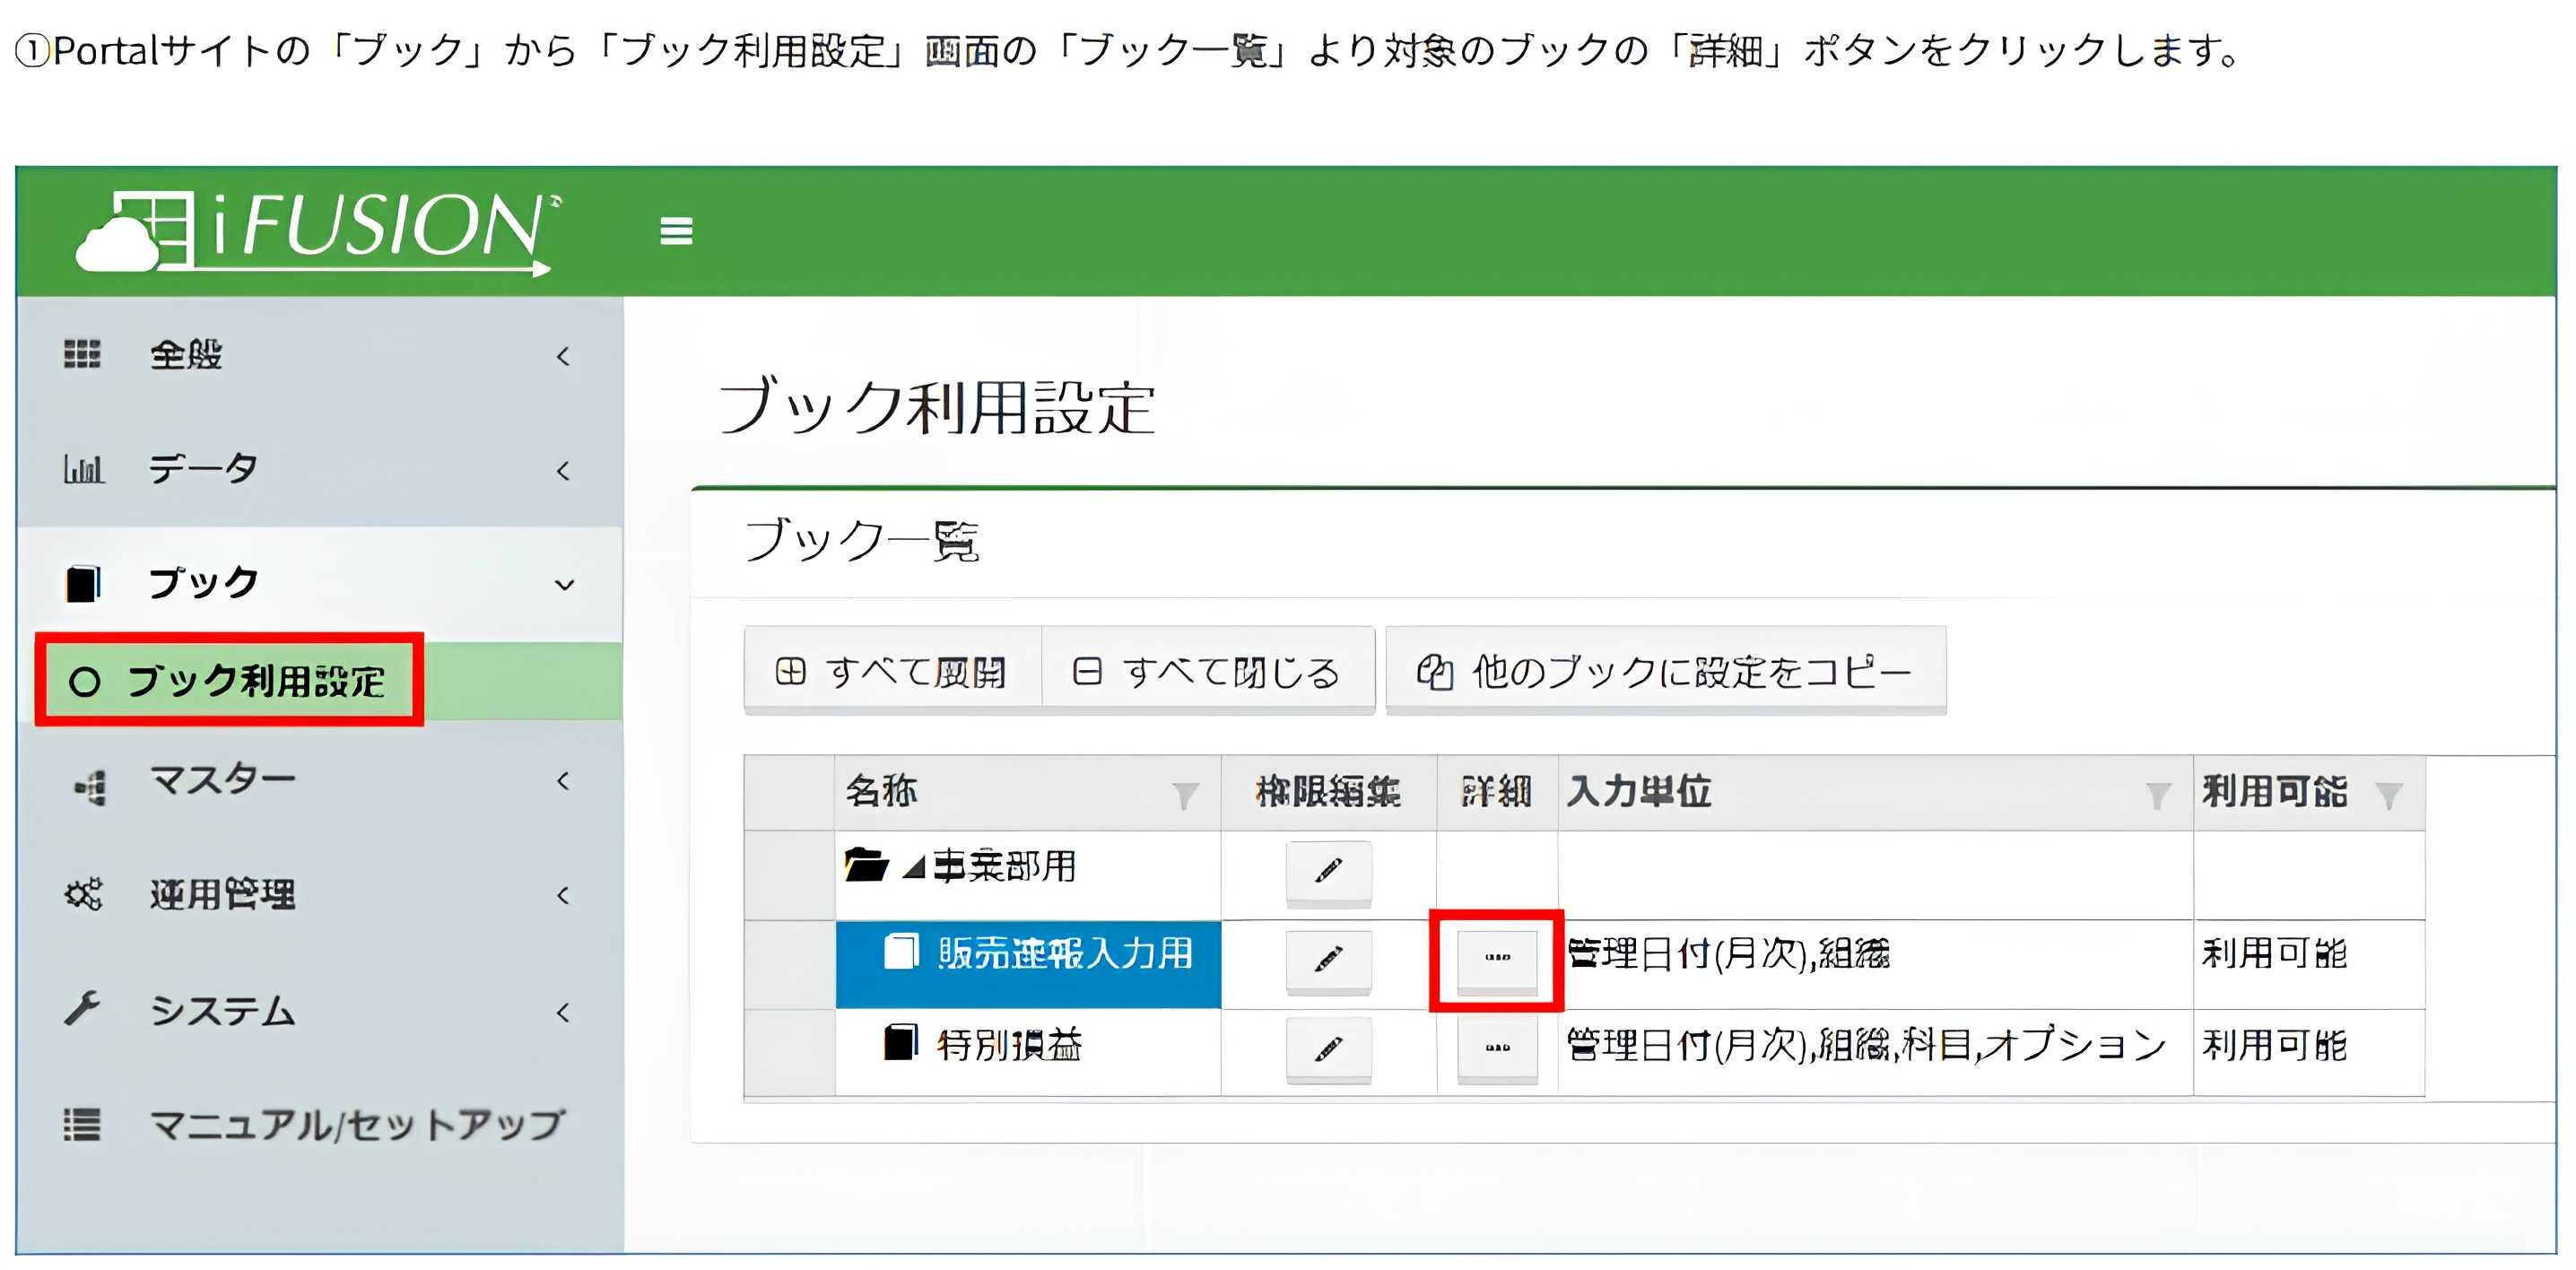 ①Portalサイトの「ブック」から「ブック利用設定」画面の「ブック一覧」より対象のブックの「詳細」ボタンをクリックします。
iFUSION
全般
データ
ブック
ブック利用設定
マスター
運用管理
システム
マニュアル/セットアップ
ブック利用設定
ブック一覧
すべて展開 すべて閉じる 他のブックに設定をコピー
名称 権限編集 詳細 入力単位 利用可能
事業部用
販売速報入力用 ... 管理日付(月次),組織 利用可能
特別損益 ... 管理日付(月次),組織,科目,オプション 利用可能